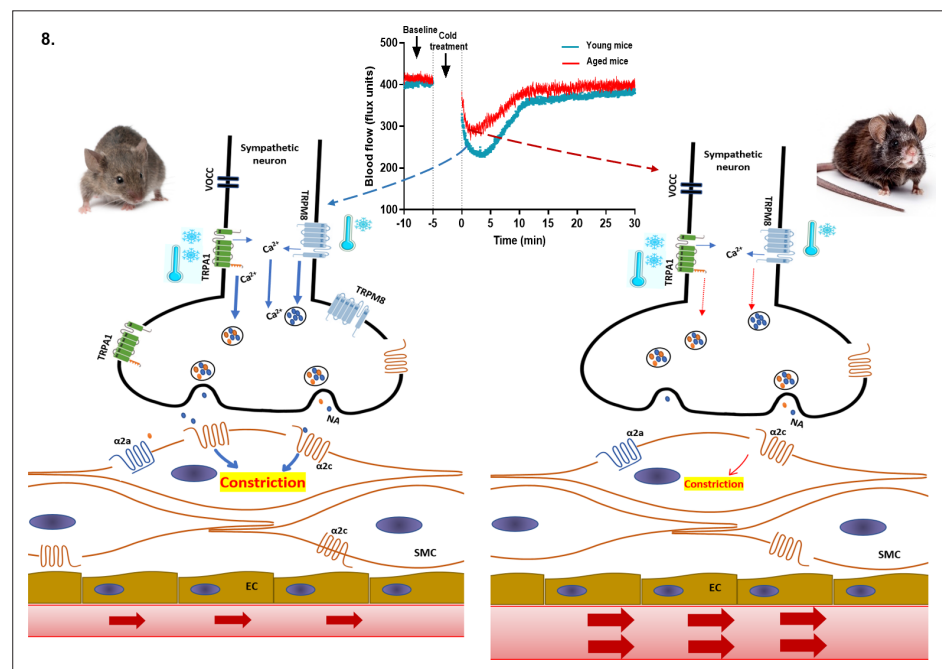 8.
Baseline
Cold
treatment
Young mice
Aged mice
Blood flow (flux units)
500
400
300
200
100
-10
-5
0
5
10
15
20
25
30
Time (min)
Sympathetic
neuron
VOCC
TRPM8
TRPA1
Ca²⁺
Ca²⁺
Ca²⁺
TRPM8
TRPA1
NA
α2a
α2c
Constriction
α2c
SMC
EC
Sympathetic
neuron
VOCC
TRPM8
TRPA1
Ca²⁺
NA
α2a
α2c
Constriction
SMC
EC